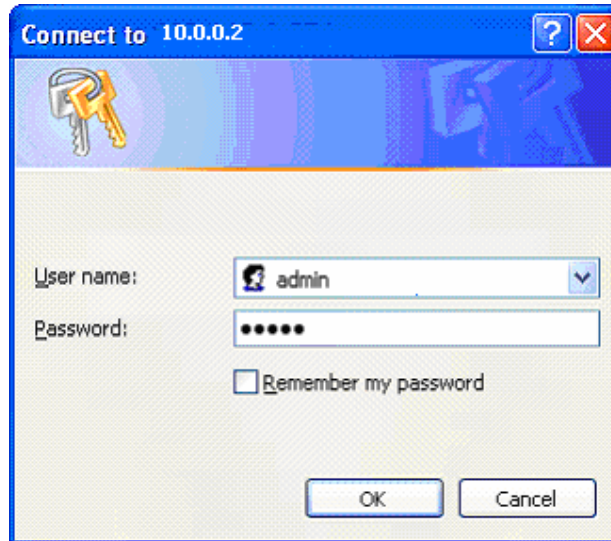 Connect to 10.0.0.2
User name:
admin
Password:
•••••
Remember my password
OK
Cancel